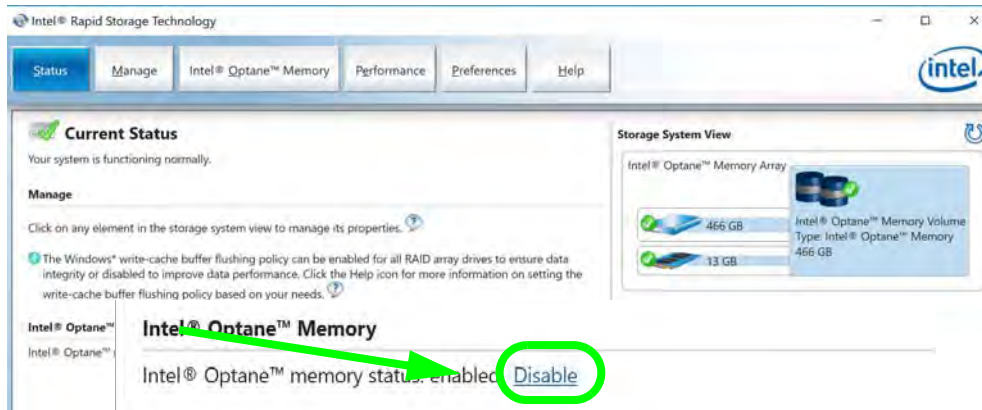 Intel® Rapid Storage Technology
Status Manage Intel® Optane™ Memory Performance Preferences Help
intel
Current Status
Your system is functioning normally.
Manage
Click on any element in the storage system view to manage its properties.
The Windows* write-cache buffer flushing policy can be enabled for all RAID array drives to ensure data
integrity or disabled to improve data performance. Click the Help icon for more information on setting the
write-cache buffer flushing policy based on your needs.
Intel® Optane™
Intel® Optane™
Storage System View
Intel® Optane™ Memory Array
466 GB
13 GB
Intel® Optane™ Memory Volume
Type: Intel® Optane™ Memory
466 GB
Intel® Optane™ Memory
Intel® Optane™ memory status: enabled Disable